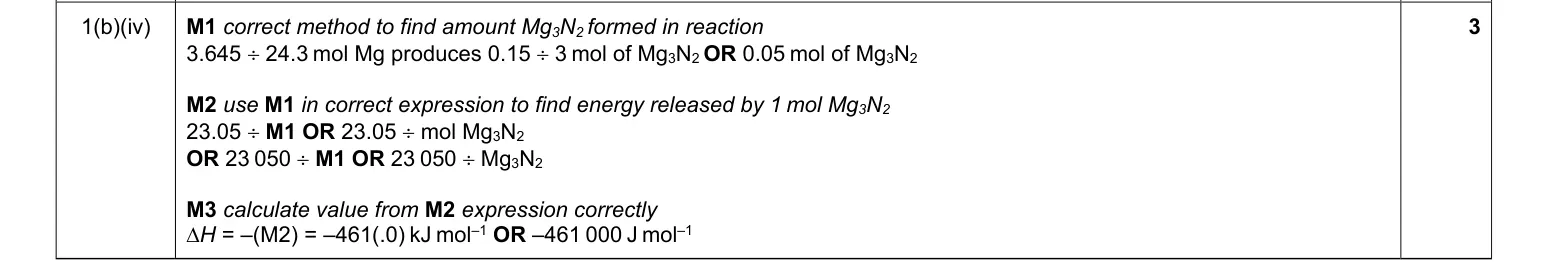 1(b)(iv) M1 correct method to find amount Mg₃N₂ formed in reaction 3
3.645 ÷ 24.3 mol Mg produces 0.15 ÷ 3 mol of Mg₃N₂ OR 0.05 mol of Mg₃N₂
M2 use M1 in correct expression to find energy released by 1 mol Mg₃N₂
23.05 ÷ M1 OR 23.05 ÷ mol Mg₃N₂
OR 23 050 ÷ M1 OR 23 050 ÷ Mg₃N₂
M3 calculate value from M2 expression correctly
∆H = –(M2) = –461(.0) kJ mol⁻¹ OR –461 000 J mol⁻¹